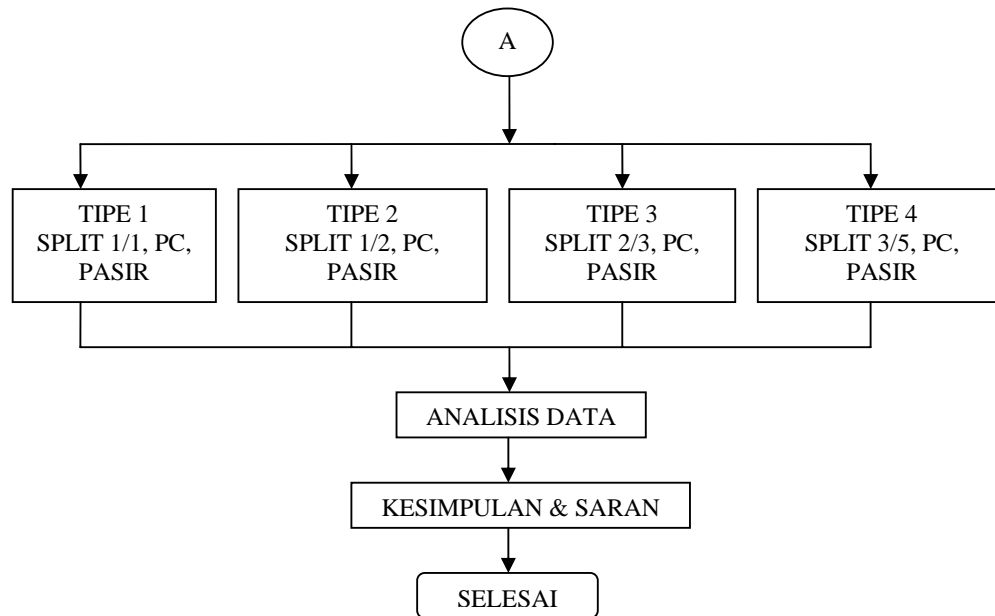 A
TIPE 1
SPLIT 1/1, PC,
PASIR
TIPE 2
SPLIT 1/2, PC,
PASIR
TIPE 3
SPLIT 2/3, PC,
PASIR
TIPE 4
SPLIT 3/5, PC,
PASIR
ANALISIS DATA
KESIMPULAN & SARAN
SELESAI